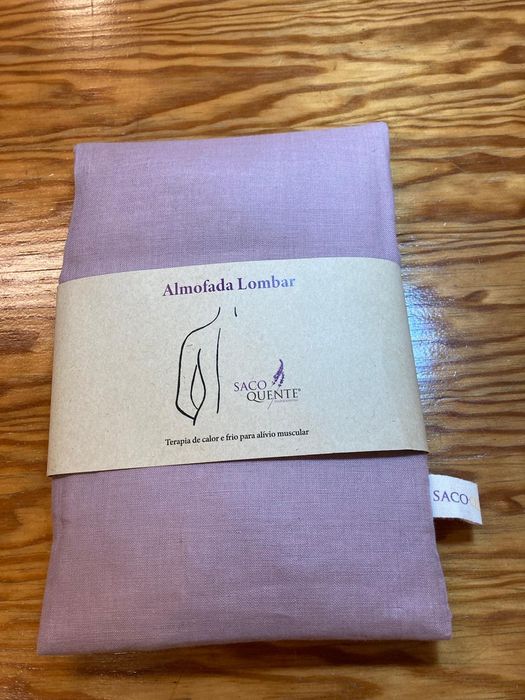 Almofada Lombar
SACO
QUENTE®
Terapia de calor e frio para alívio muscular
SACO